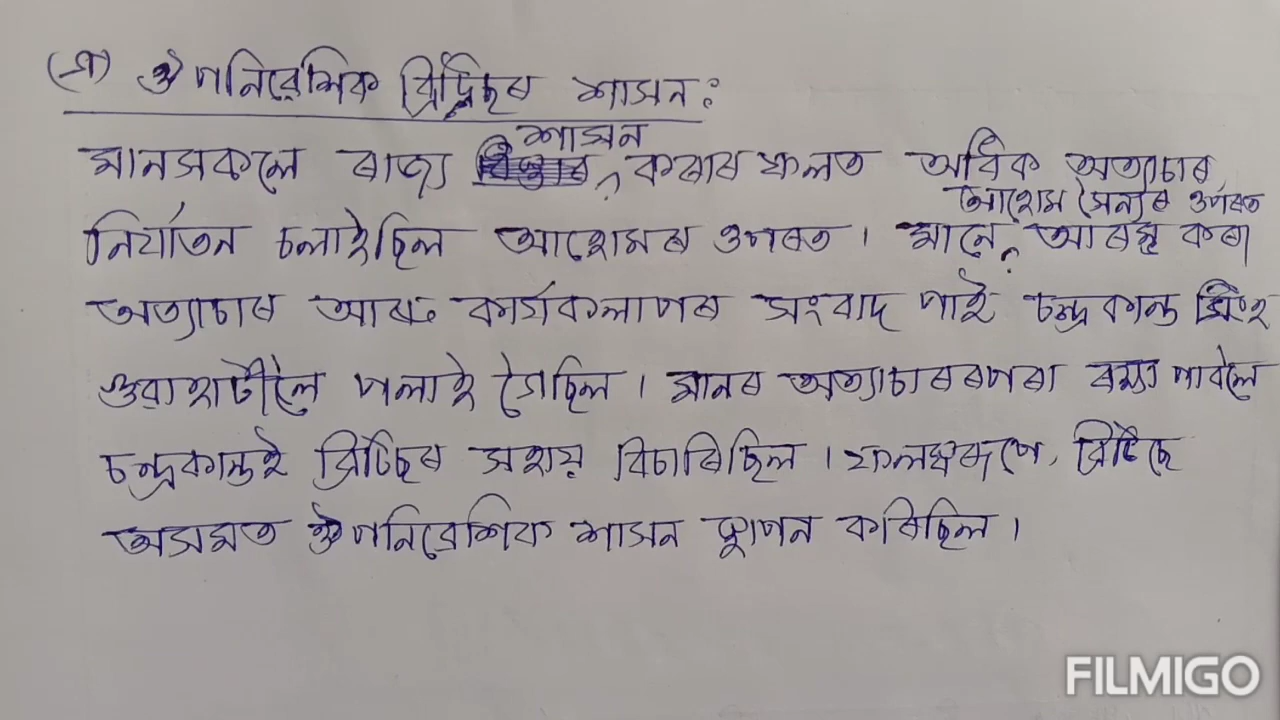 (এ) ঔপনিৱেশিক ব্ৰিটিছৰ শাসন :
মানসকলে ৰাজ্য শাসন কৰাৰ ফলত অধিক অত্যাচাৰ
নিৰ্যাতন চলাইছিল আহোমৰ ওপৰত। মানে আহোম সৈন্যৰ ওপৰত আৰম্ভ কৰা
অত্যাচাৰ আৰু কাৰ্যকলাপৰ সংবাদ পাই চন্দ্ৰকান্ত সিংহ
গুৱাহাটীলৈ পলাই গৈছিল। মানৰ অত্যাচাৰৰপৰা ৰক্ষা পাবলৈ
চন্দ্ৰকান্তই ব্ৰিটিছৰ সহায় বিচাৰিছিল। ফলস্বৰূপে, ব্ৰিটিছে
অসমত ঔপনিৱেশিক শাসন স্থাপন কৰিছিল।
FILMIGO